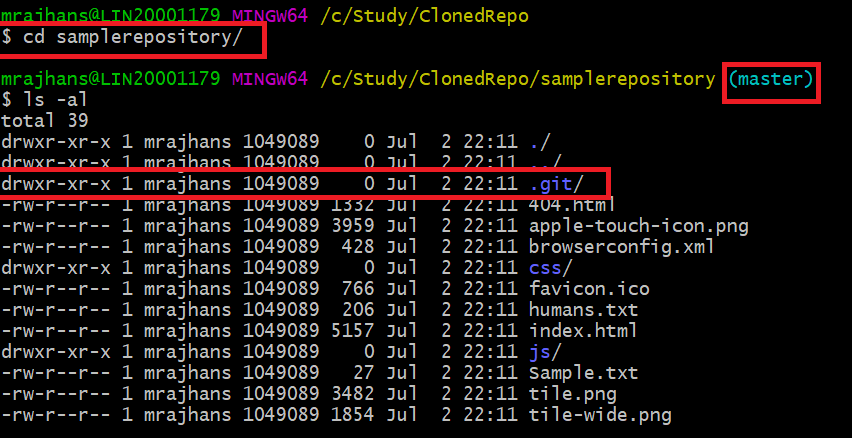 mrajhans@LIN20001179 MINGW64 /c/Study/ClonedRepo
$ cd samplerepository/
mrajhans@LIN20001179 MINGW64 /c/Study/ClonedRepo/samplerepository (master)
$ ls -al
total 39
drwxr-xr-x 1 mrajhans 1049089    0 Jul  2 22:11 ./
drwxr-xr-x 1 mrajhans 1049089    0 Jul  2 22:11 ../
drwxr-xr-x 1 mrajhans 1049089    0 Jul  2 22:11 .git/
-rw-r--r-- 1 mrajhans 1049089 1332 Jul  2 22:11 404.html
-rw-r--r-- 1 mrajhans 1049089 3959 Jul  2 22:11 apple-touch-icon.png
-rw-r--r-- 1 mrajhans 1049089  428 Jul  2 22:11 browserconfig.xml
drwxr-xr-x 1 mrajhans 1049089    0 Jul  2 22:11 css/
-rw-r--r-- 1 mrajhans 1049089  766 Jul  2 22:11 favicon.ico
-rw-r--r-- 1 mrajhans 1049089  206 Jul  2 22:11 humans.txt
-rw-r--r-- 1 mrajhans 1049089 5157 Jul  2 22:11 index.html
drwxr-xr-x 1 mrajhans 1049089    0 Jul  2 22:11 js/
-rw-r--r-- 1 mrajhans 1049089   27 Jul  2 22:11 Sample.txt
-rw-r--r-- 1 mrajhans 1049089 3482 Jul  2 22:11 tile.png
-rw-r--r-- 1 mrajhans 1049089 1854 Jul  2 22:11 tile-wide.png